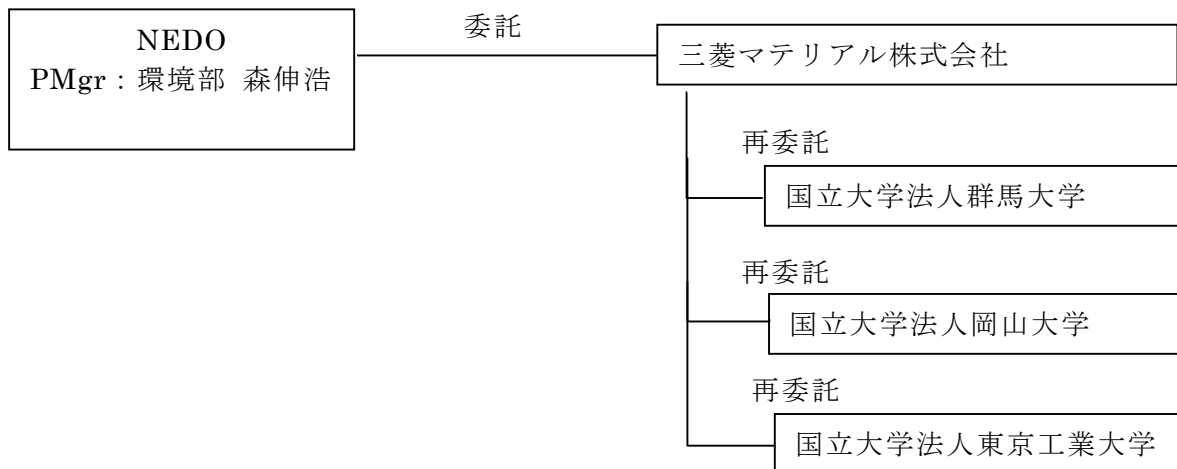 NEDO
PMgr：環境部 森伸浩
委託
三菱マテリアル株式会社
再委託
国立大学法人群馬大学
再委託
国立大学法人岡山大学
再委託
国立大学法人東京工業大学